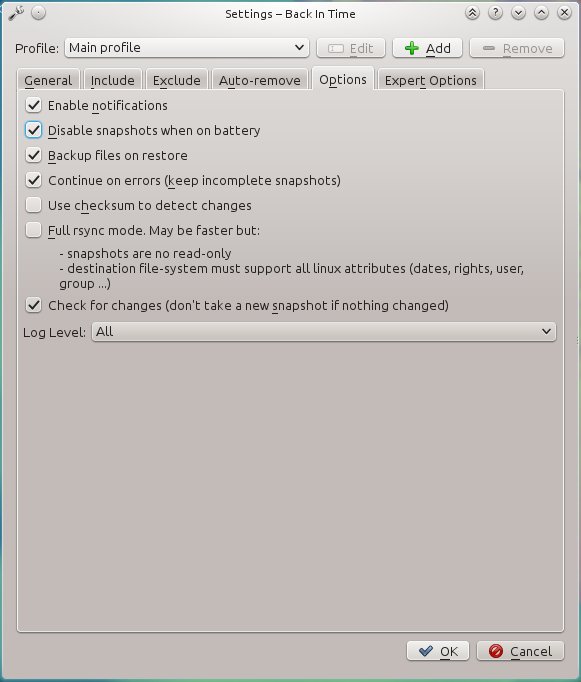 Settings – Back In Time
Profile: Main profile Edit Add Remove
General Include Exclude Auto-remove Options Expert Options
Enable notifications
Disable snapshots when on battery
Backup files on restore
Continue on errors (keep incomplete snapshots)
Use checksum to detect changes
Full rsync mode. May be faster but:
- snapshots are no read-only
- destination file-system must support all linux attributes (dates, rights, user,
group ...)
Check for changes (don't take a new snapshot if nothing changed)
Log Level: All
OK Cancel